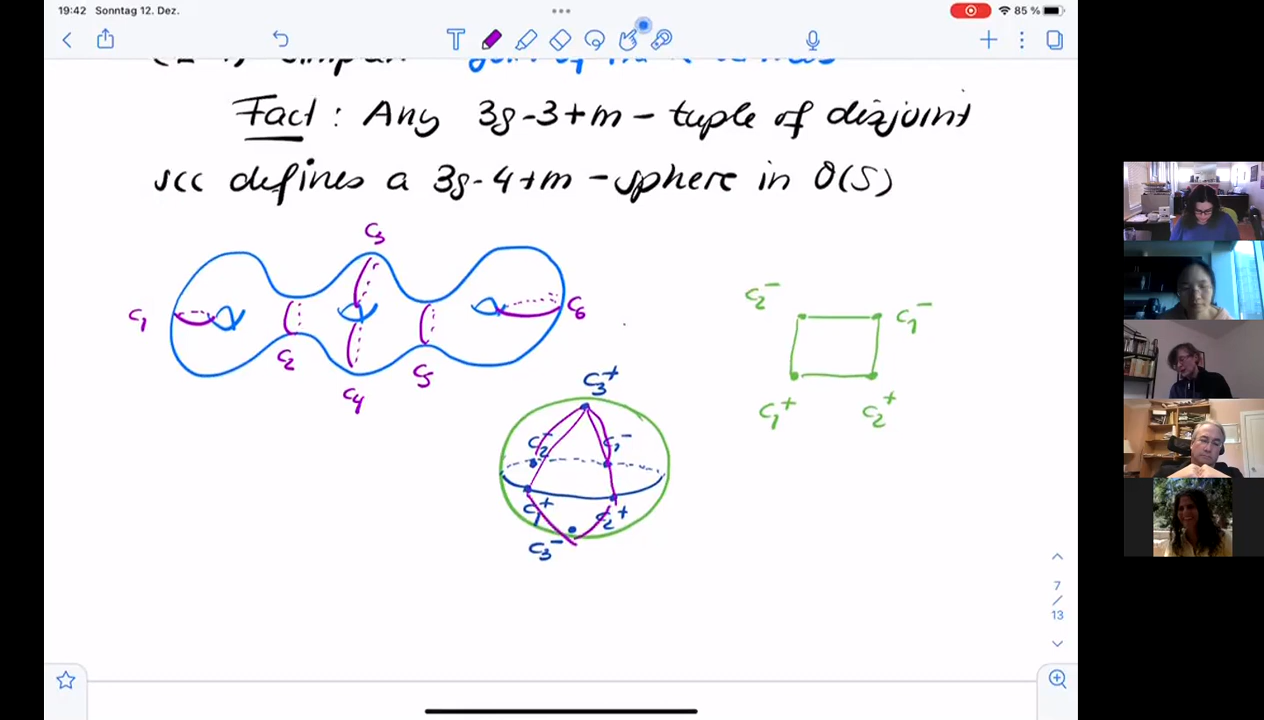 19:42 Sonntag 12. Dez.
85 %
Fact : Any 3g-3+m - tuple of disjoint
scc defines a 3g-4+m - sphere in O(S)
c3
c1
c6
c2
c5
c4
c2-
c1-
c1+
c2+
c3+
c2-
c1-
c1+
c2+
c3-
7
/
13